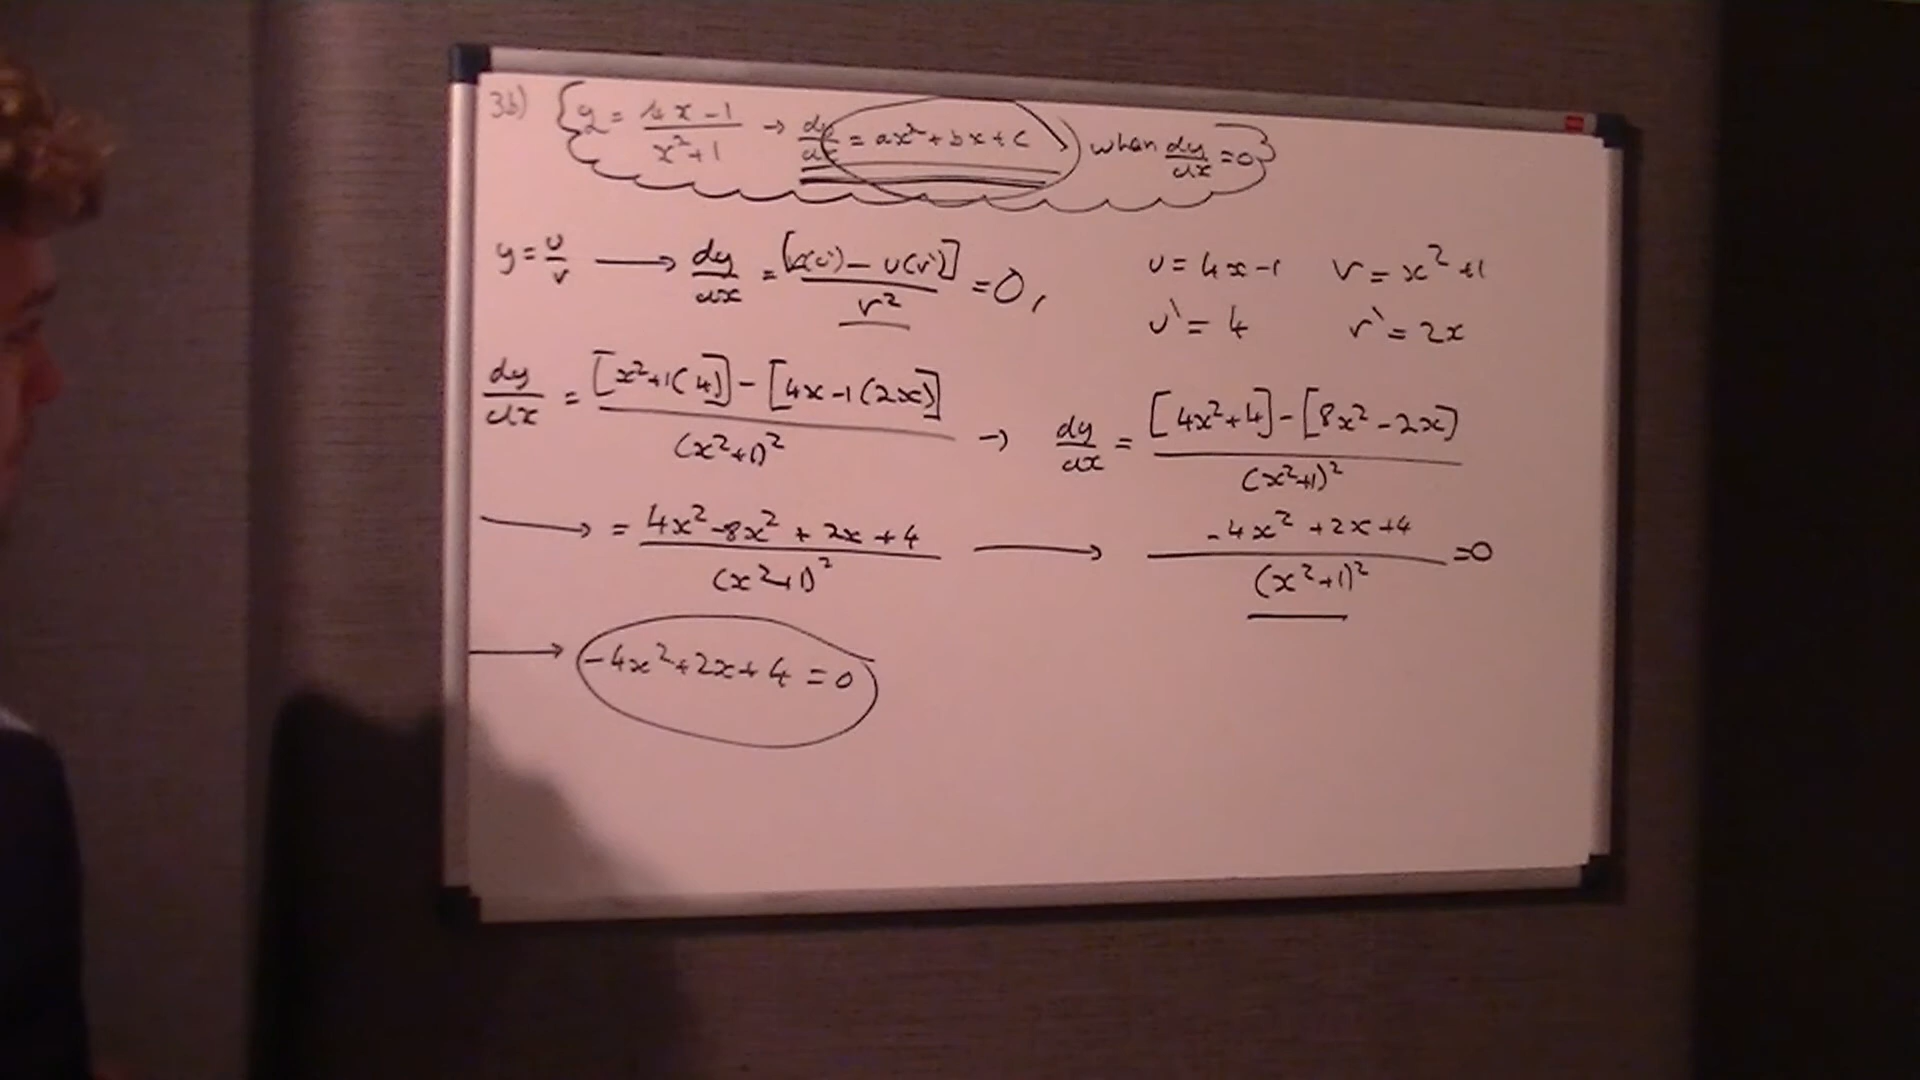 3b) y = 4x-1/x²+1 → dy/dx = ax²+bx+c when dy/dx = 0
y = u/v → dy/dx = [v(u') - u(v')]/v² = 0,
u = 4x-1 v = x²+1
u' = 4 v' = 2x
dy/dx = [x²+1(4)] - [4x-1(2x)]/(x²+1)² → dy/dx = [4x²+4] - [8x²-2x]/(x²+1)²
→ = 4x²-8x²+2x+4/(x²+1)² → -4x²+2x+4/(x²+1)² = 0
→ -4x²+2x+4 = 0